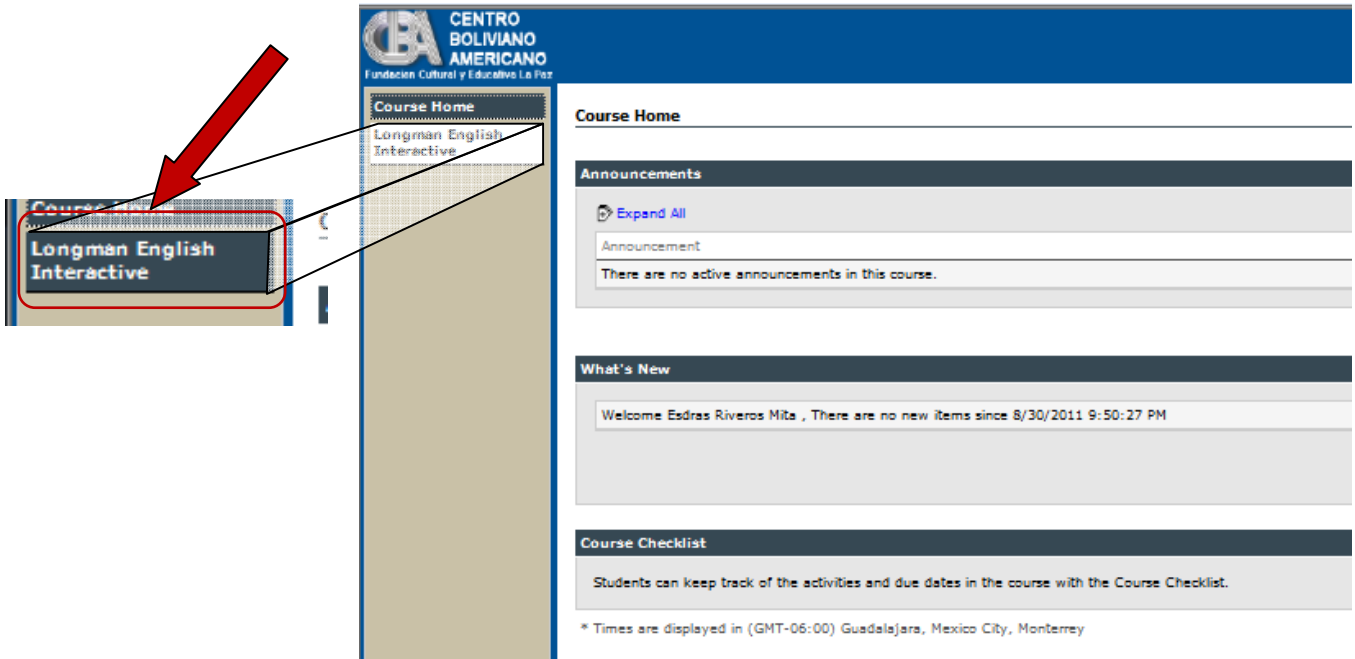 CENTRO
BOLIVIANO
AMERICANO
Fundacion Cultural y Educativa La Paz
Course Home
Longman English
Interactive
Course Home
Longman English
Interactive
Course Home
Announcements
Expand All
Announcement
There are no active announcements in this course.
What's New
Welcome Esdras Riveros Mita , There are no new items since 8/30/2011 9:50:27 PM
Course Checklist
Students can keep track of the activities and due dates in the course with the Course Checklist.
* Times are displayed in (GMT-06:00) Guadalajara, Mexico City, Monterrey